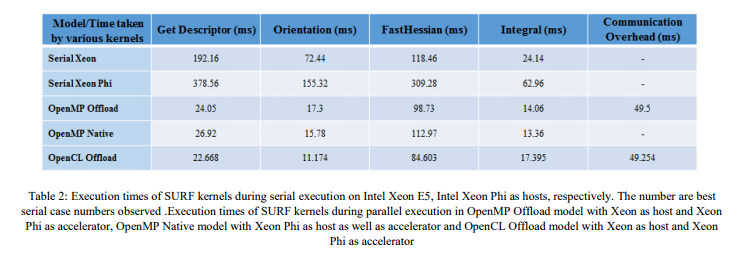 Model/Time taken by various kernels Get Descriptor (ms) Orientation (ms) FastHessian (ms) Integral (ms) Communication Overhead (ms)
Serial Xeon 192.16 72.44 118.46 24.14 -
Serial Xeon Phi 378.56 155.32 309.28 62.96 -
OpenMP Offload 24.05 17.3 98.73 14.06 49.5
OpenMP Native 26.92 15.78 112.97 13.36 -
OpenCL Offload 22.668 11.174 84.603 17.395 49.254
Table 2: Execution times of SURF kernels during serial execution on Intel Xeon E5, Intel Xeon Phi as hosts, respectively. The number are best
serial case numbers observed .Execution times of SURF kernels during parallel execution in OpenMP Offload model with Xeon as host and Xeon
Phi as accelerator, OpenMP Native model with Xeon Phi as host as well as accelerator and OpenCL Offload model with Xeon as host and Xeon
Phi as accelerator